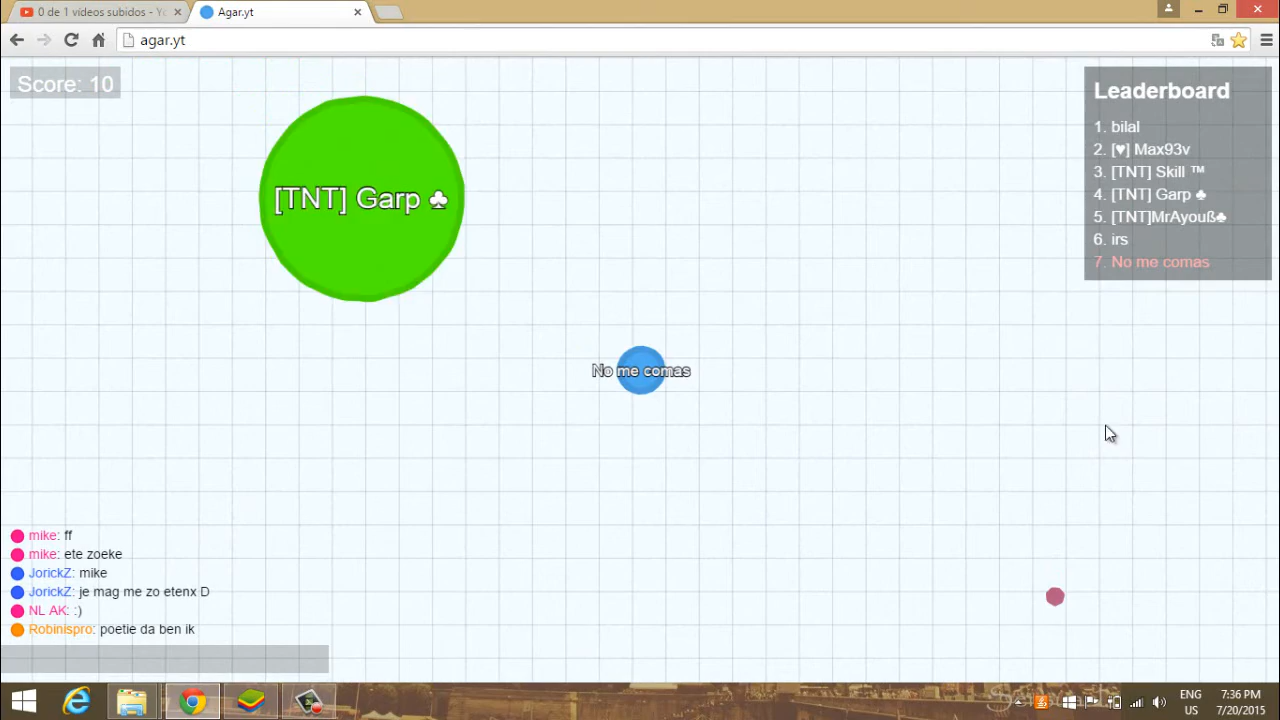 0 de 1 vídeos subidos - Yo
Agar.yt
agar.yt
Score: 10
Leaderboard
1. bilal
2. [♥] Max93v
3. [TNT] Skill ™
4. [TNT] Garp ♣
5. [TNT]MrAyouß♣
6. irs
7. No me comas
[TNT] Garp ♣
No me comas
mike: ff
mike: ete zoeke
JorickZ: mike
JorickZ: je mag me zo etenx D
NL AK: :)
Robinispro: poetie da ben ik
ENG
US
7:36 PM
7/20/2015